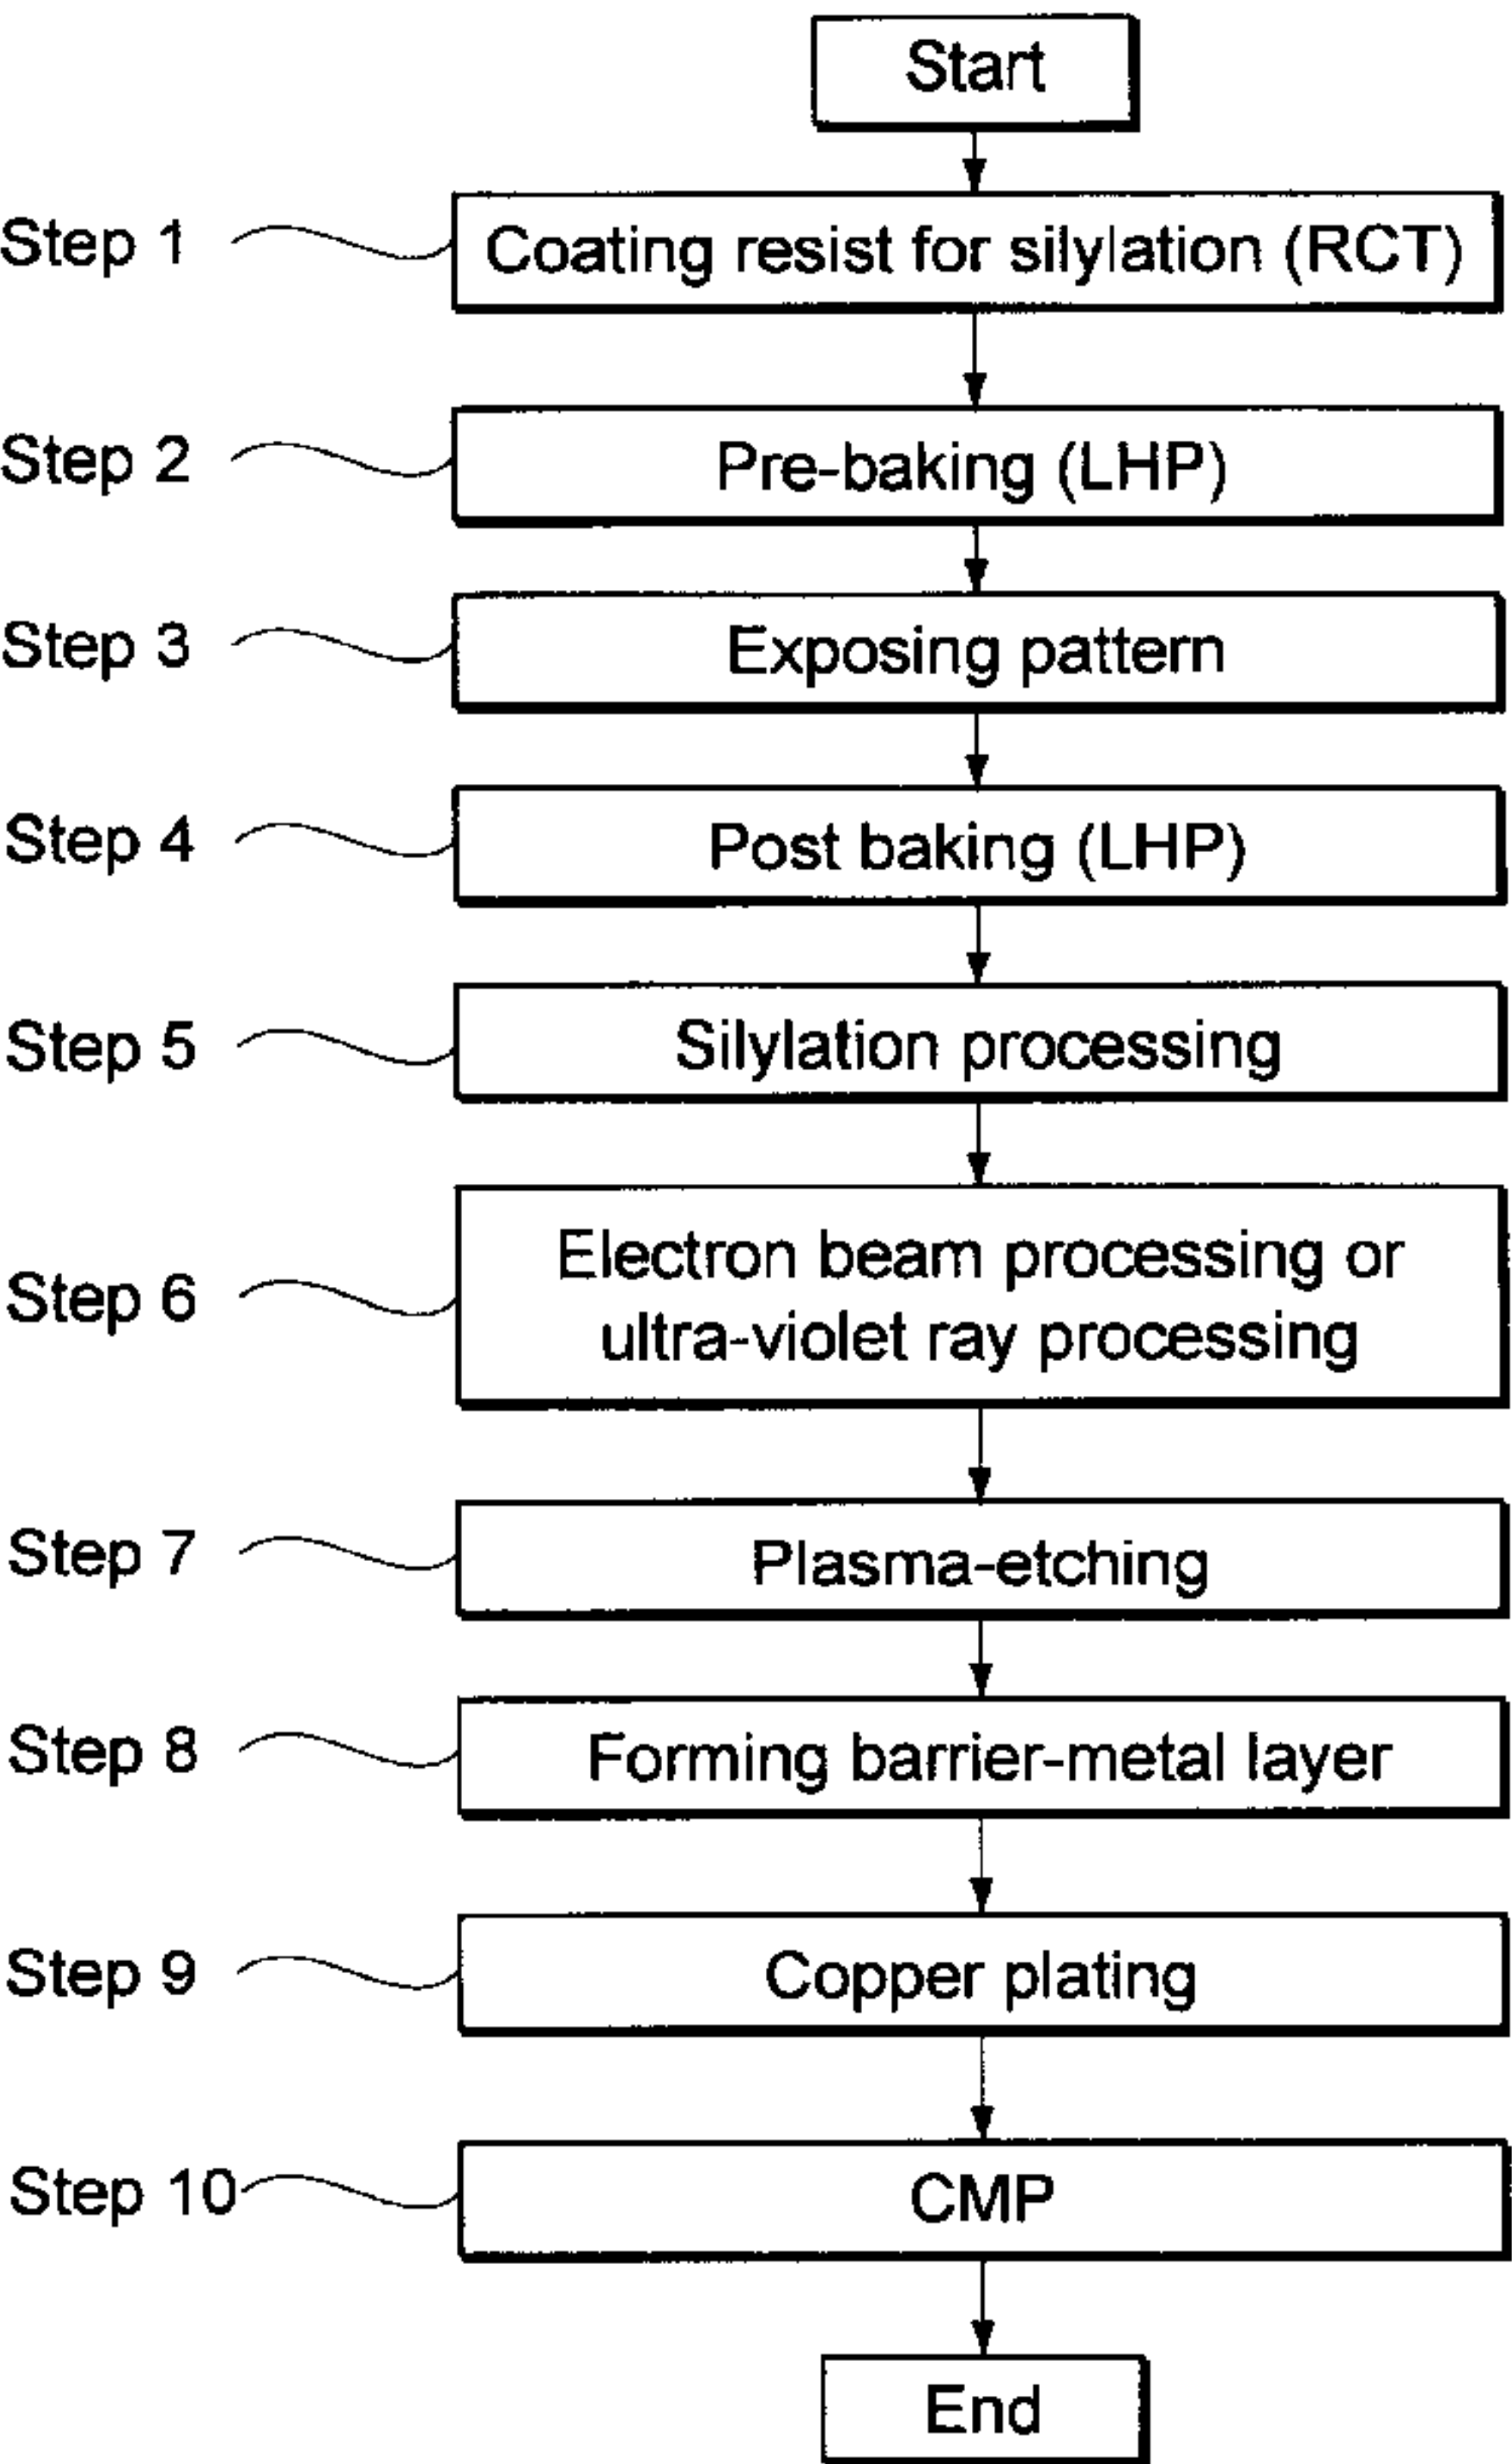 Start
Step 1
Coating resist for silylation (RCT)
Step 2
Pre-baking (LHP)
Step 3
Exposing pattern
Step 4
Post baking (LHP)
Step 5
Silylation processing
Step 6
Electron beam processing or
ultra-violet ray processing
Step 7
Plasma-etching
Step 8
Forming barrier-metal layer
Step 9
Copper plating
Step 10
CMP
End